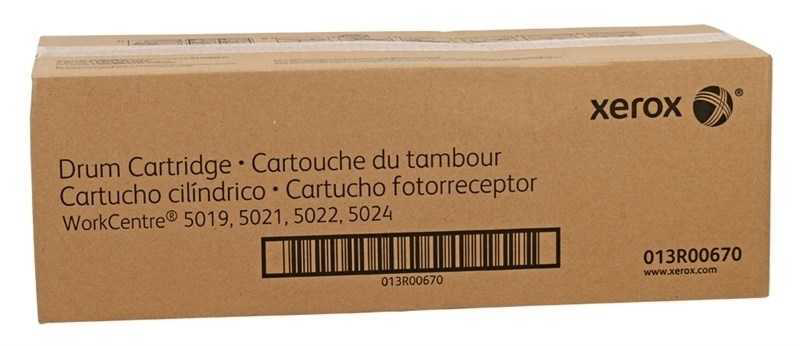 xerox®
Drum Cartridge • Cartouche du tambour
Cartucho cilíndrico • Cartucho fotorreceptor
WorkCentre® 5019, 5021, 5022, 5024
013R00670
013R00670
www.xerox.com